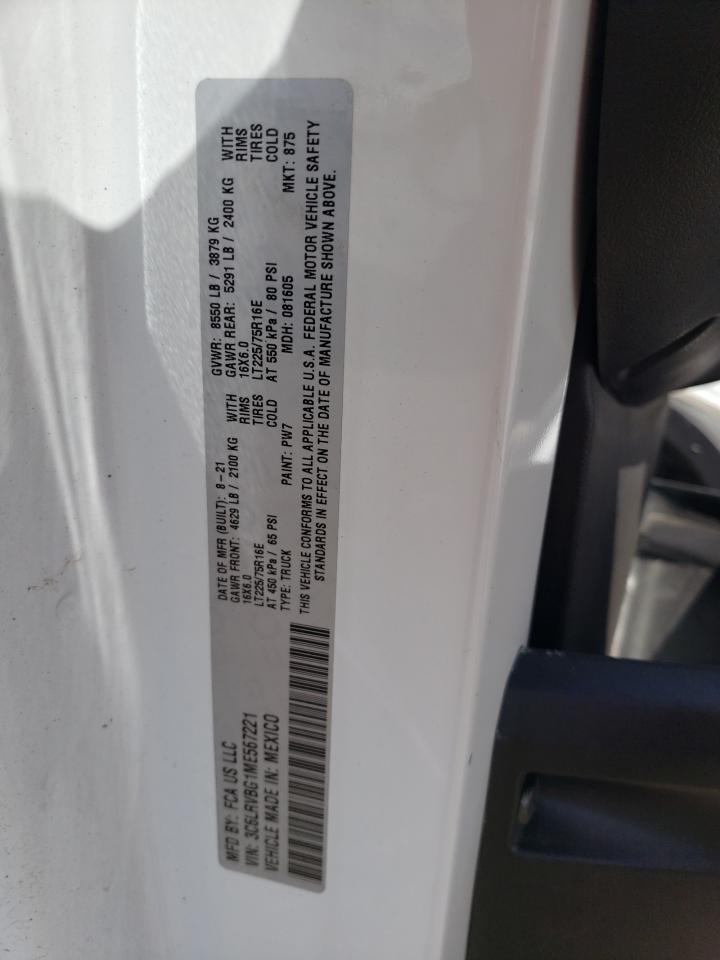 MFD BY: FCA US LLC
VIN: 3C6LRVBG1ME567221
VEHICLE MADE IN: MEXICO
DATE OF MFR (BUILT): 8-21 GVWR: 8550 LB / 3879 KG
GAWR FRONT: 4629 LB / 2100 KG WITH GAWR REAR: 5291 LB / 2400 KG WITH
16X6.0 RIMS 16X6.0 RIMS
LT225/75R16E TIRES LT225/75R16E TIRES
AT 450 kPa / 65 PSI COLD AT 550 kPa / 80 PSI COLD
TYPE: TRUCK PAINT: PW7 MDH: 081605 MKT: 875
THIS VEHICLE CONFORMS TO ALL APPLICABLE U.S.A. FEDERAL MOTOR VEHICLE SAFETY
STANDARDS IN EFFECT ON THE DATE OF MANUFACTURE SHOWN ABOVE.